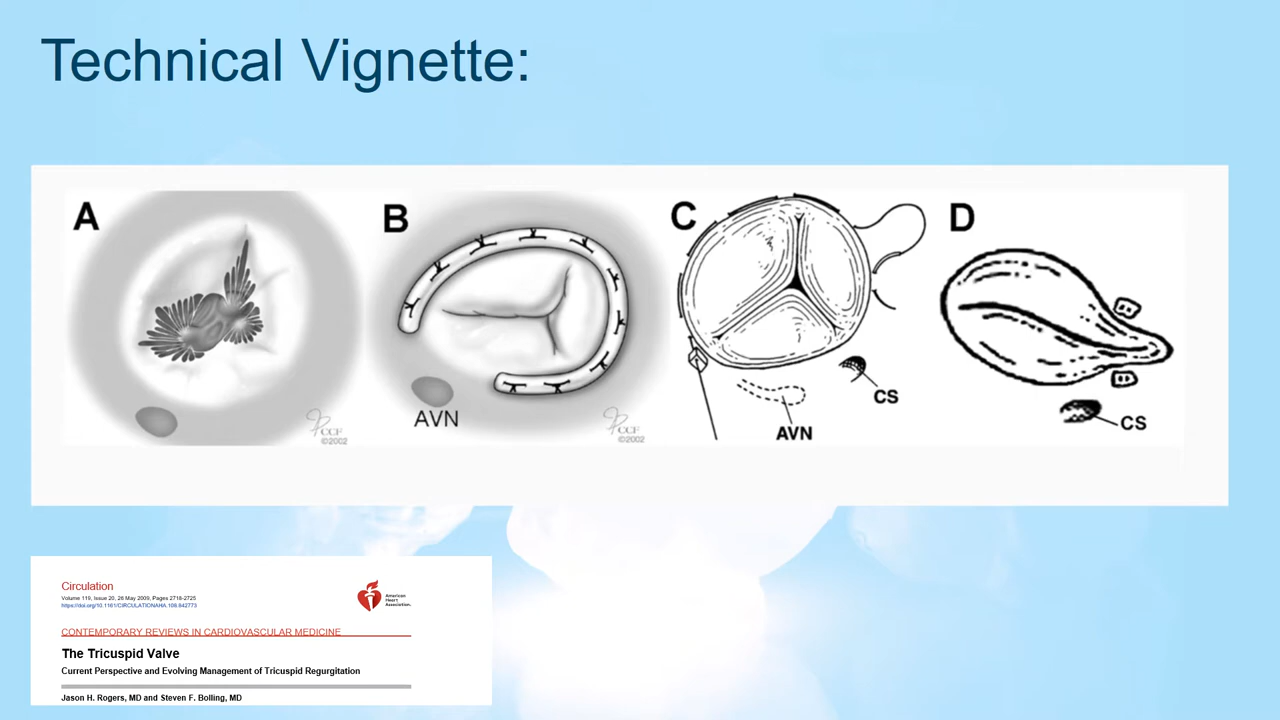 Technical Vignette:
A
B
C
D
AVN
CS
AVN
CS
CCF
©2002
CCF
©2002
Circulation
Volume 119, Issue 20, 26 May 2009, Pages 2718-2725
https://doi.org/10.1161/CIRCULATIONAHA.108.842773
American
Heart
Association.
CONTEMPORARY REVIEWS IN CARDIOVASCULAR MEDICINE
The Tricuspid Valve
Current Perspective and Evolving Management of Tricuspid Regurgitation
Jason H. Rogers, MD and Steven F. Bolling, MD